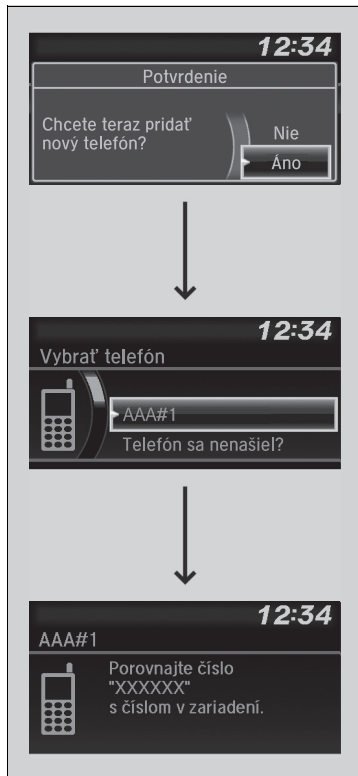 12:34
Potvrdenie
Chcete teraz pridať
nový telefón?
Nie
Áno
12:34
Vybrať telefón
AAA#1
Telefón sa nenašiel?
12:34
AAA#1
Porovnajte číslo
"XXXXXX"
s číslom v zariadení.